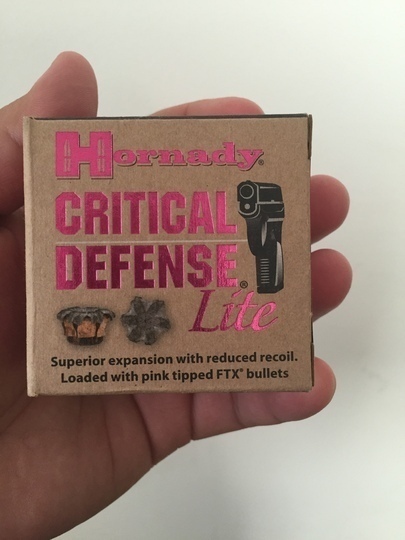 Hornady®
CRITICAL
DEFENSE®
Lite
Superior expansion with reduced recoil.
Loaded with pink tipped FTX® bullets